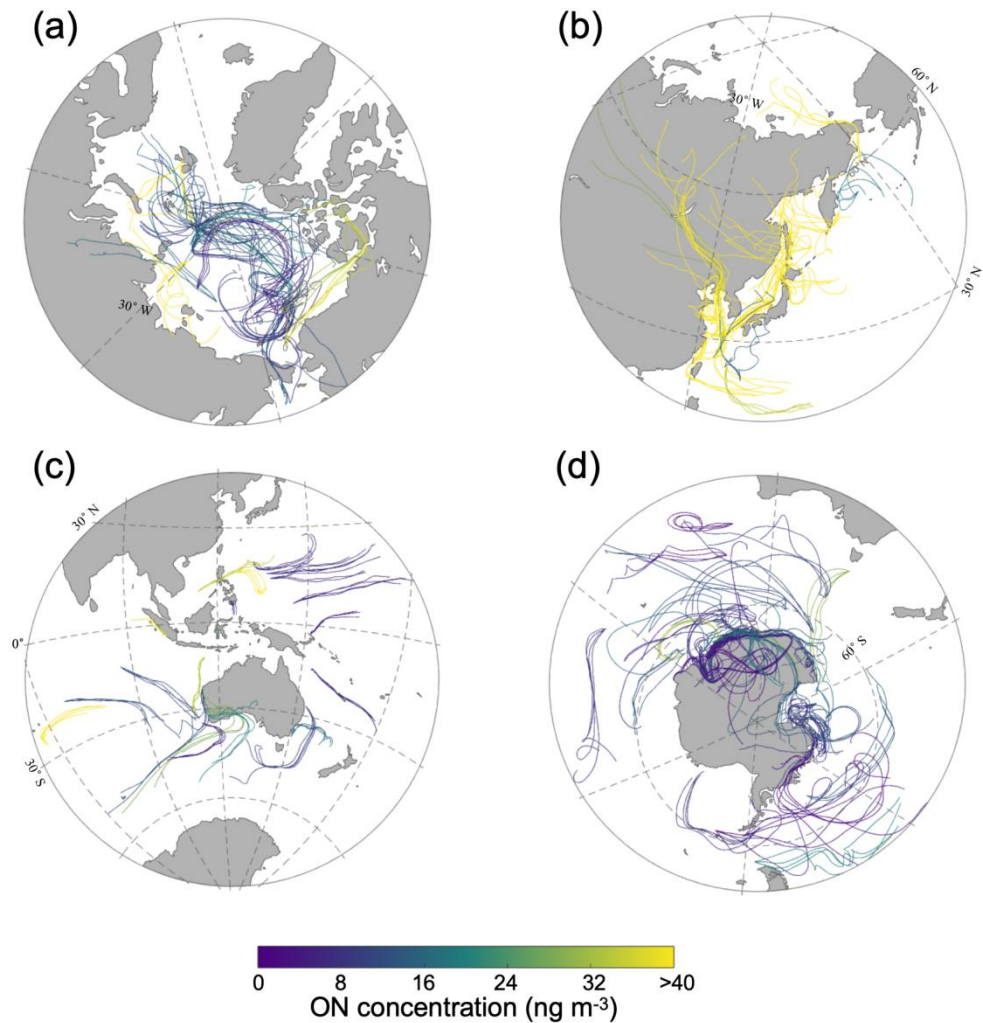 (a)
(b)
30° W
60° N
30° W
30° N
(c)
(d)
30° N
0°
30° S
60° S
0 8 16 24 32 >40
ON concentration (ng m⁻³)